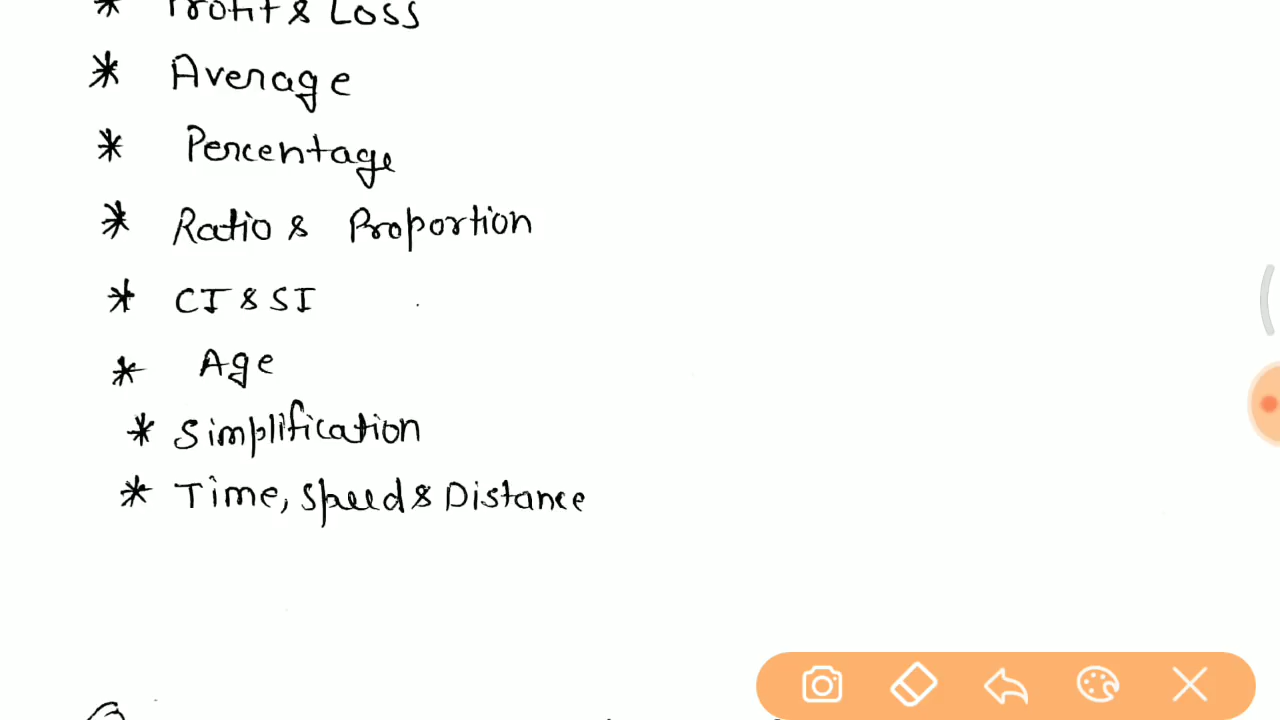 * Profit & Loss
* Average
* Percentage
* Ratio & Proportion
* CI & SI
* Age
* Simplification
* Time, Speed & Distance